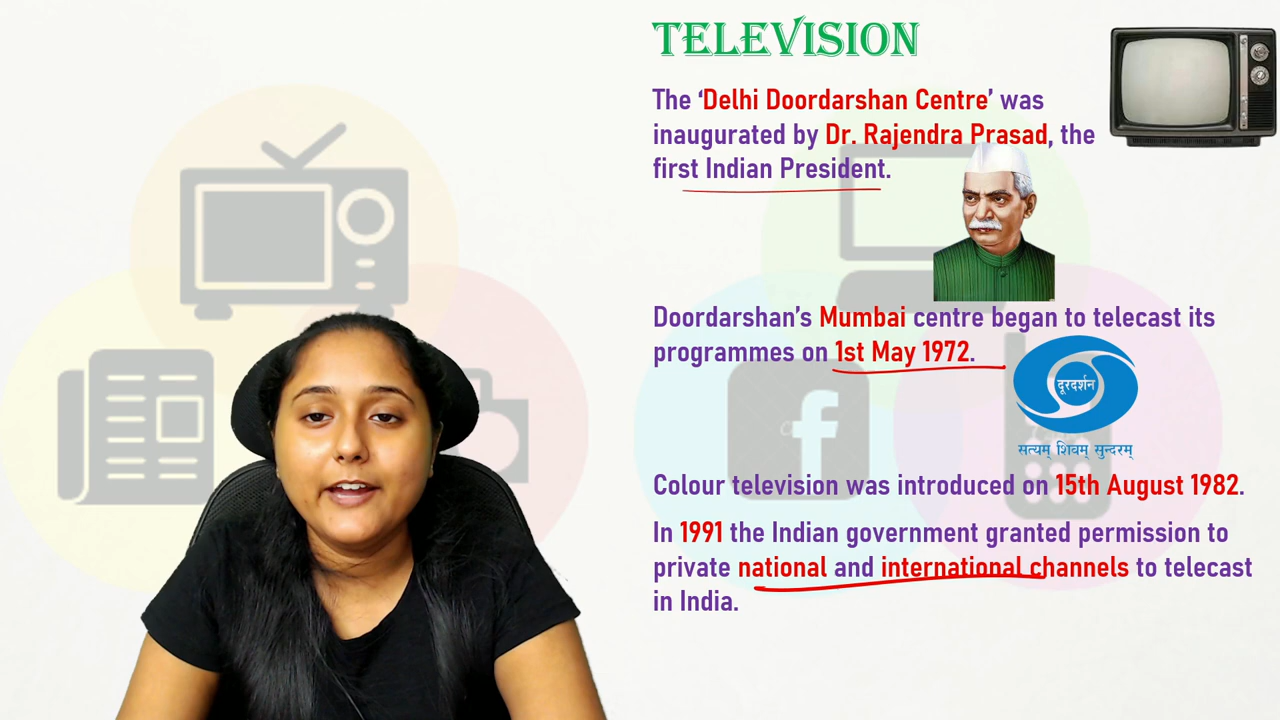 TELEVISION
The ‘Delhi Doordarshan Centre’ was
inaugurated by Dr. Rajendra Prasad, the
first Indian President.
Doordarshan’s Mumbai centre began to telecast its
programmes on 1st May 1972.
दूरदर्शन
सत्यम् शिवम् सुन्दरम्
Colour television was introduced on 15th August 1982.
In 1991 the Indian government granted permission to
private national and international channels to telecast
in India.